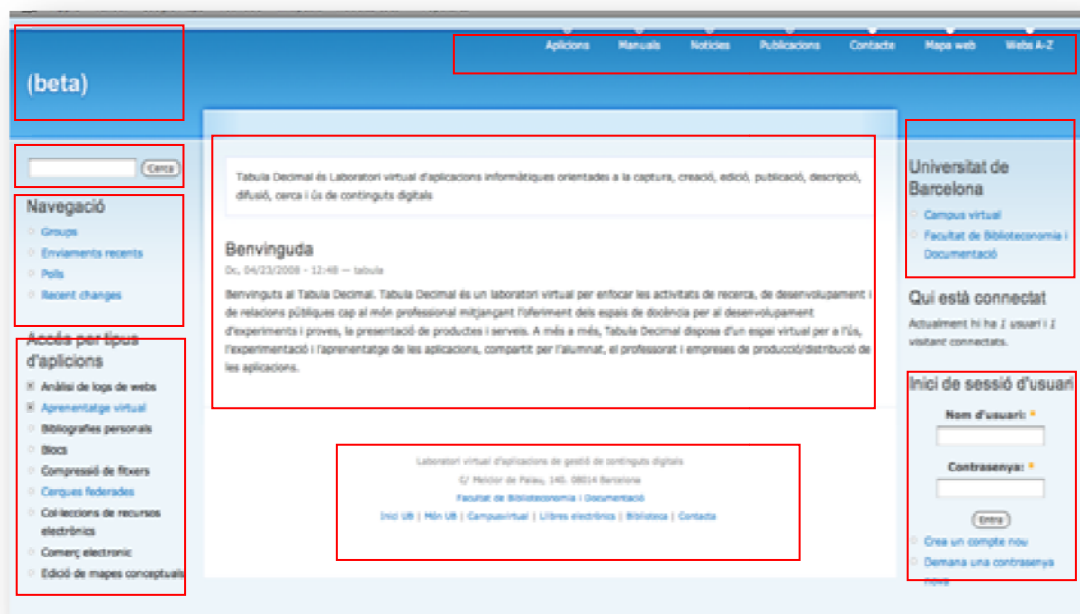 Aplicions Manuals Notícies Publicacions Contacte Mapa web Webs A-Z
(beta)
Cerca
Navegació
Groups
Enviaments recents
Polls
Recent changes
Accés per tipus
d'aplicions
Anàlisi de logs de webs
Aprenentatge virtual
Bibliografies personals
Blocs
Compressió de fitxers
Cerques federades
Col·leccions de recursos
electrònics
Comerç electronic
Edició de mapes conceptuals
Tabula Decimal és Laboratori virtual d'aplicacions informàtiques orientades a la captura, creació, edició, publicació, descripció,
difusió, cerca i ús de continguts digitals
Benvinguda
Dc, 04/23/2008 - 12:48 — tabula
Benvinguts al Tabula Decimal. Tabula Decimal és un laboratori virtual per enfocar les activitats de recerca, de desenvolupament i
de relacions públiques cap al món professional mitjançant l'oferiment dels espais de docència per al desenvolupament
d'experiments i proves, la presentació de productes i serveis. A més a més, Tabula Decimal disposa d'un espai virtual per a l'ús,
l'experimentació i l'aprenentatge de les aplicacions, compartit per l'alumnat, el professorat i empreses de producció/distribució de
les aplicacions.
Laboratori virtual d'aplicacions de gestió de continguts digitals
C/ Melcior de Palau, 140. 08014 Barcelona
Facultat de Biblioteconomia i Documentació
Inici UB | Món UB | Campusvirtual | Llibres electrònics | Biblioteca | Contacta
Universitat de
Barcelona
Campus virtual
Facultat de Biblioteconomia i
Documentació
Qui està connectat
Actualment hi ha 1 usuari i 1
visitant connectats.
Inici de sessió d'usuari
Nom d'usuari: *
Contrasenya: *
Entra
Crea un compte nou
Demana una contrasenya
nova